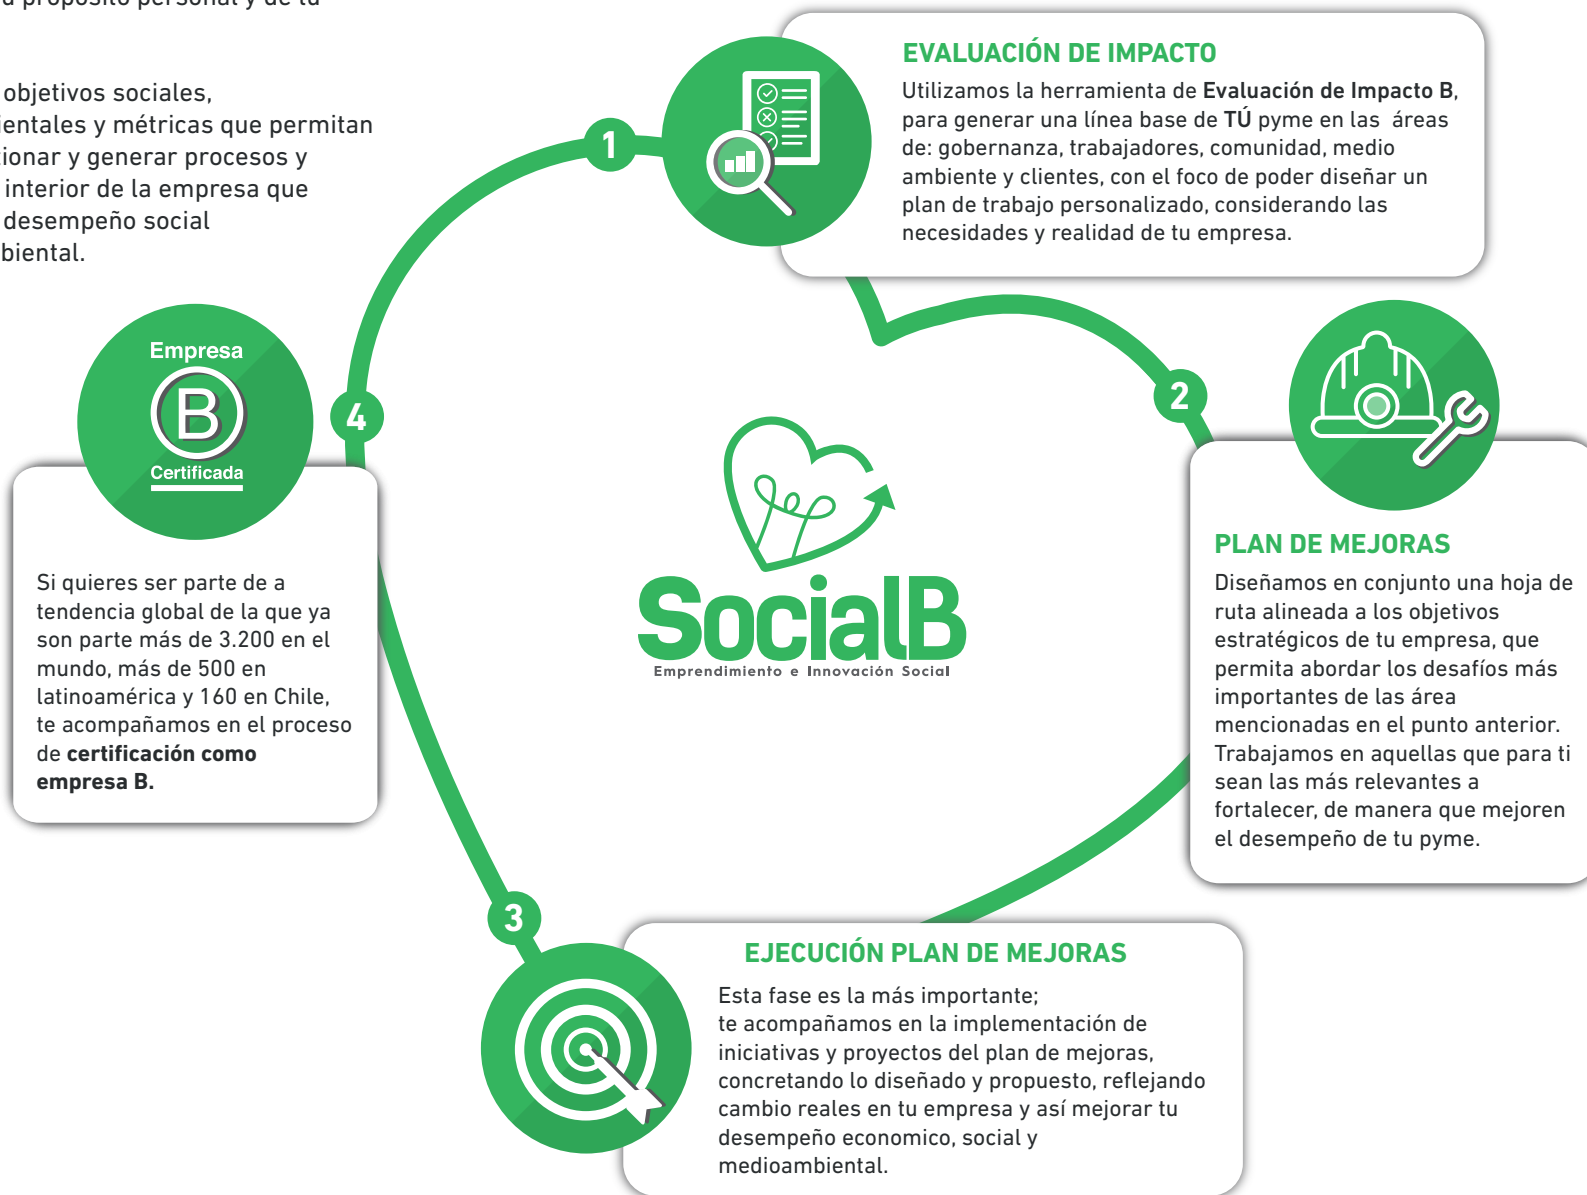 propósito personal y de tu
objetivos sociales,
y métricas que permitan
y generar procesos y
interior de la empresa que
desempeño social
1
EVALUACIÓN DE IMPACTO
Utilizamos la herramienta de Evaluación de Impacto B,
para generar una línea base de TÚ pyme en las áreas
de: gobernanza, trabajadores, comunidad, medio
ambiente y clientes, con el foco de poder diseñar un
plan de trabajo personalizado, considerando las
necesidades y realidad de tu empresa.
2
PLAN DE MEJORAS
Diseñamos en conjunto una hoja de
ruta alineada a los objetivos
estratégicos de tu empresa, que
permita abordar los desafíos más
importantes de las área
mencionadas en el punto anterior.
Trabajamos en aquellas que para ti
sean las más relevantes a
fortalecer, de manera que mejoren
el desempeño de tu pyme.
3
EJECUCIÓN PLAN DE MEJORAS
Esta fase es la más importante;
te acompañamos en la implementación de
iniciativas y proyectos del plan de mejoras,
concretando lo diseñado y propuesto, reflejando
cambio reales en tu empresa y así mejorar tu
desempeño economico, social y
medioambiental.
4
Empresa
B
Certificada
Si quieres ser parte de a
tendencia global de la que ya
son parte más de 3.200 en el
mundo, más de 500 en
latinoamérica y 160 en Chile,
te acompañamos en el proceso
de certificación como
empresa B.
SocialB
Emprendimiento e Innovación Social